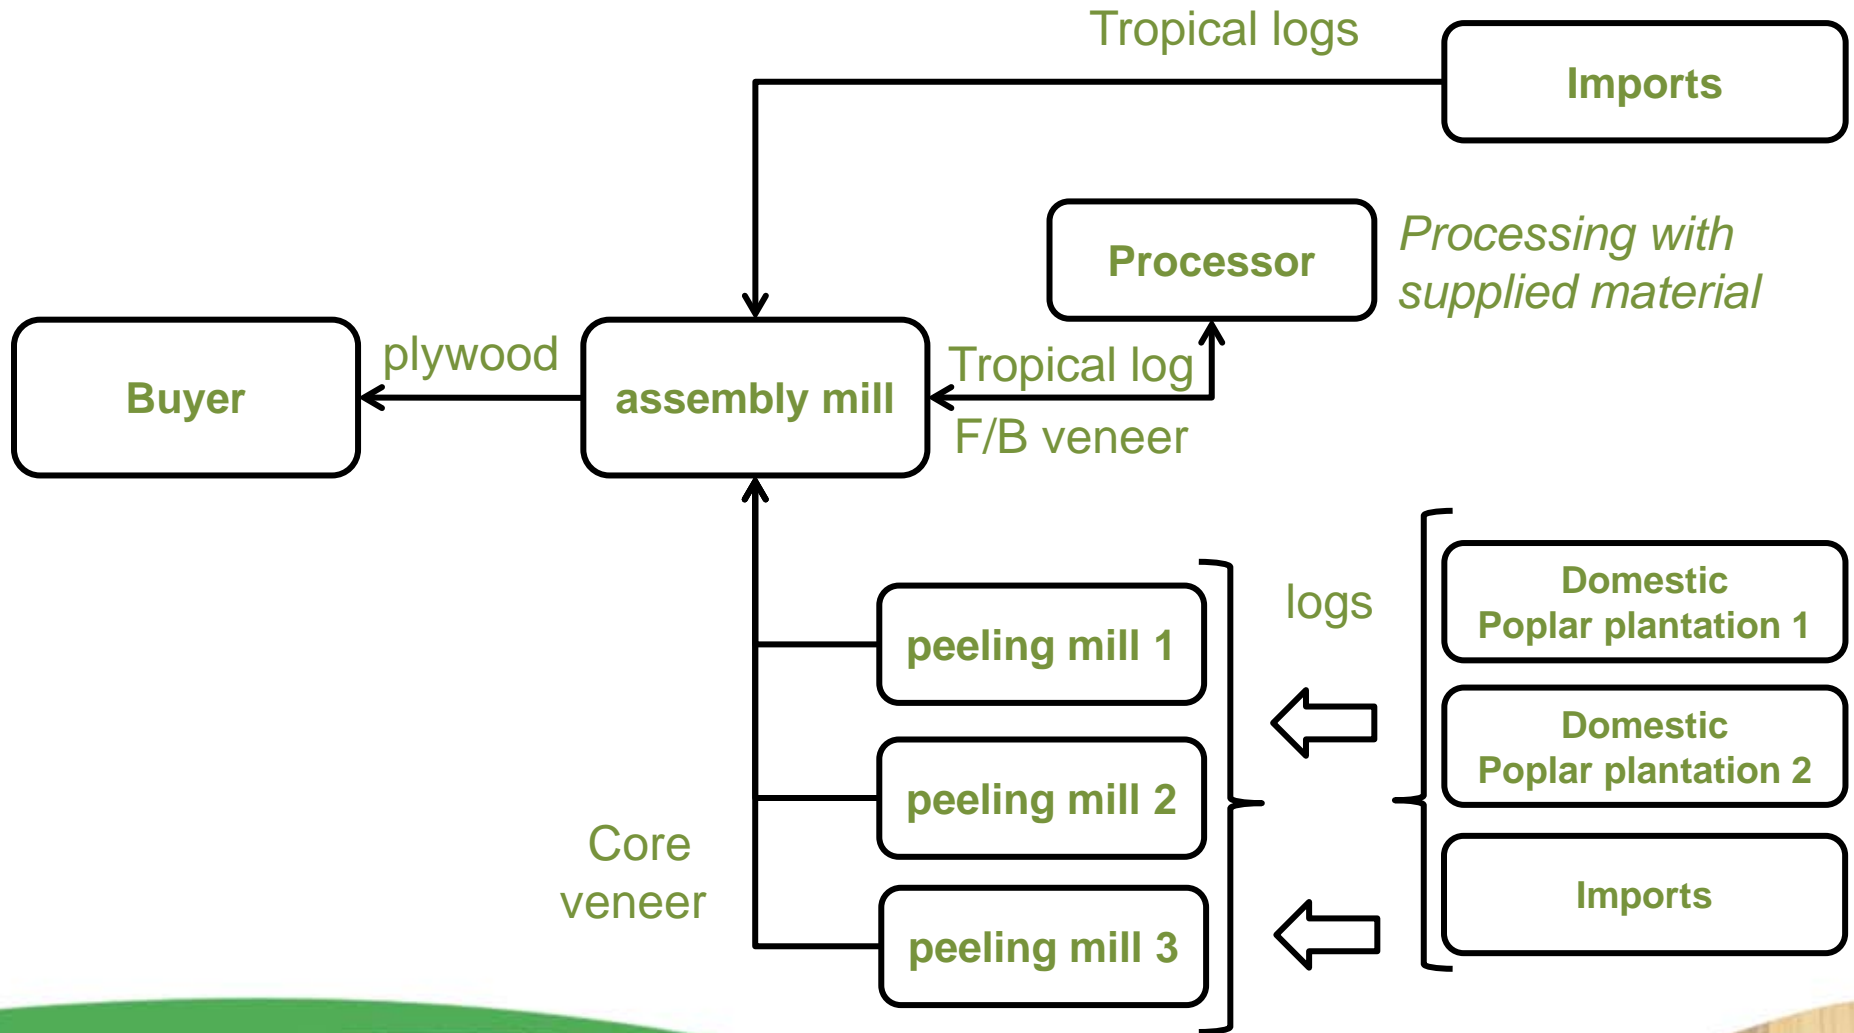 Tropical logs
Imports
Processor
Processing with
supplied material
Buyer
plywood
assembly mill
Tropical log
F/B veneer
Core
veneer
peeling mill 1
peeling mill 2
peeling mill 3
logs
Domestic
Poplar plantation 1
Domestic
Poplar plantation 2
Imports